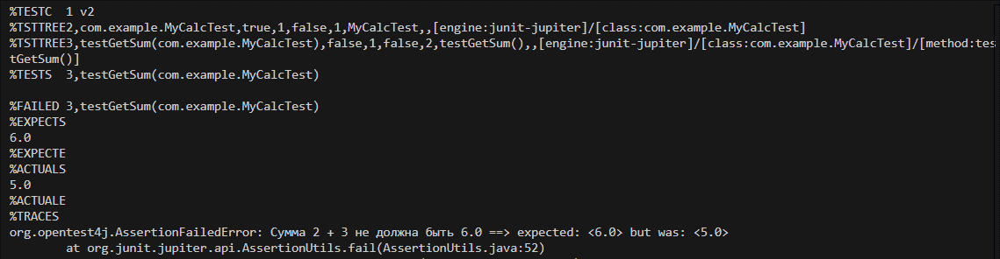 %TESTC  1 v2
%TSTTREE2,com.example.MyCalcTest,true,1,false,1,MyCalcTest,,[engine:junit-jupiter]/[class:com.example.MyCalcTest]
%TSTTREE3,testGetSum(com.example.MyCalcTest),false,1,false,2,testGetSum(),,[engine:junit-jupiter]/[class:com.example.MyCalcTest]/[method:tes
tGetSum()]
%TESTS  3,testGetSum(com.example.MyCalcTest)
%FAILED 3,testGetSum(com.example.MyCalcTest)
%EXPECTS
6.0
%EXPECTE
%ACTUALS
5.0
%ACTUALE
%TRACES
org.opentest4j.AssertionFailedError: Сумма 2 + 3 не должна быть 6.0 ==> expected: <6.0> but was: <5.0>
at org.junit.jupiter.api.AssertionUtils.fail(AssertionUtils.java:52)